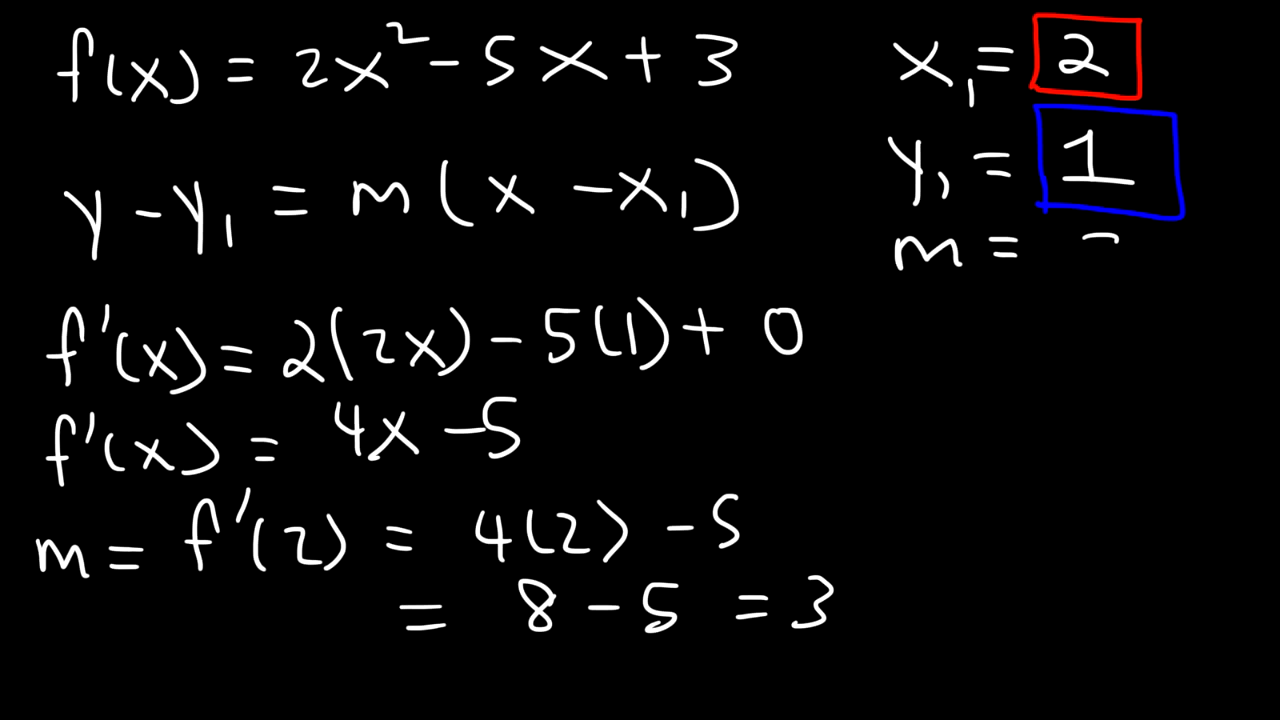 f(x) = 2x² - 5x + 3
y - y₁ = m(x - x₁)
f'(x) = 2(2x) - 5(1) + 0
f'(x) = 4x - 5
m = f'(2) = 4(2) - 5
= 8 - 5 = 3
x₁ = 2
y₁ = 1
m =